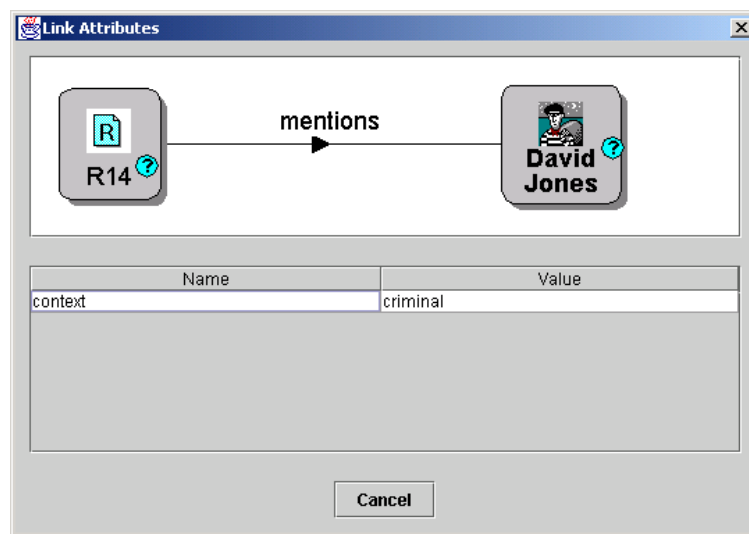 Link Attributes
mentions
R
R14
?
David
Jones
?
Name Value
context criminal
Cancel